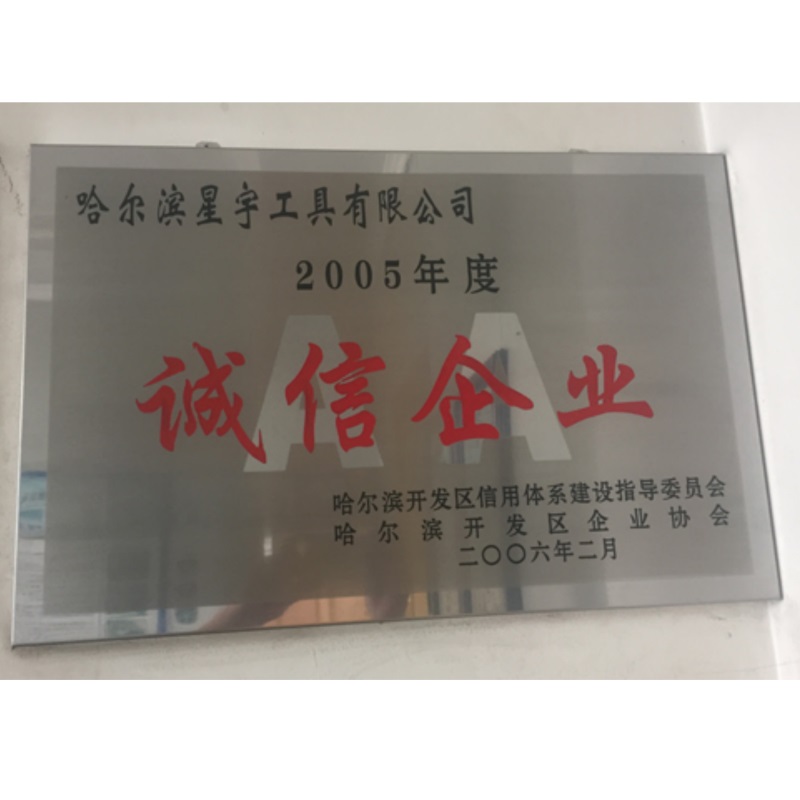 哈尔滨星宇工具有限公司
2005年度
AA
诚信企业
哈尔滨开发区信用体系建设指导委员会
哈尔滨开发区企业协会
二〇〇六年二月